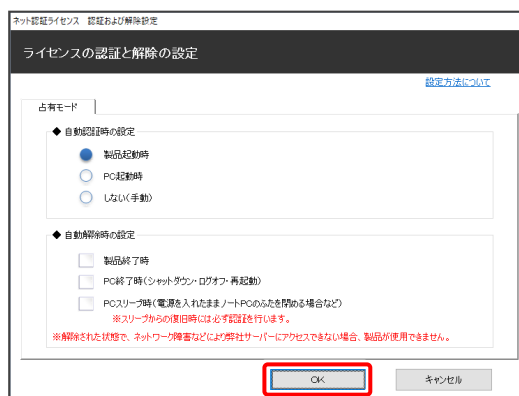 ネット認証ライセンス　認証および解除設定
ライセンスの認証と解除の設定
設定方法について
占有モード
◆ 自動認証時の設定
製品起動時
PC起動時
しない(手動)
◆ 自動解除時の設定
製品終了時
PC終了時(シャットダウン・ログオフ・再起動)
PCスリープ時(電源を入れたままノートPCのふたを閉める場合など)
※スリープからの復旧時には必ず認証を行います。
※解除された状態で、ネットワーク障害などにより弊社サーバーにアクセスできない場合、製品が使用できません。
OK
キャンセル